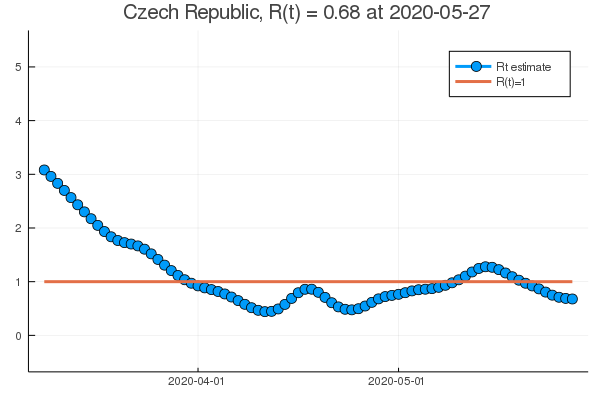 Czech Republic, R(t) = 0.68 at 2020-05-27
Rt estimate
R(t)=1
5
4
3
2
1
0
2020-04-01
2020-05-01